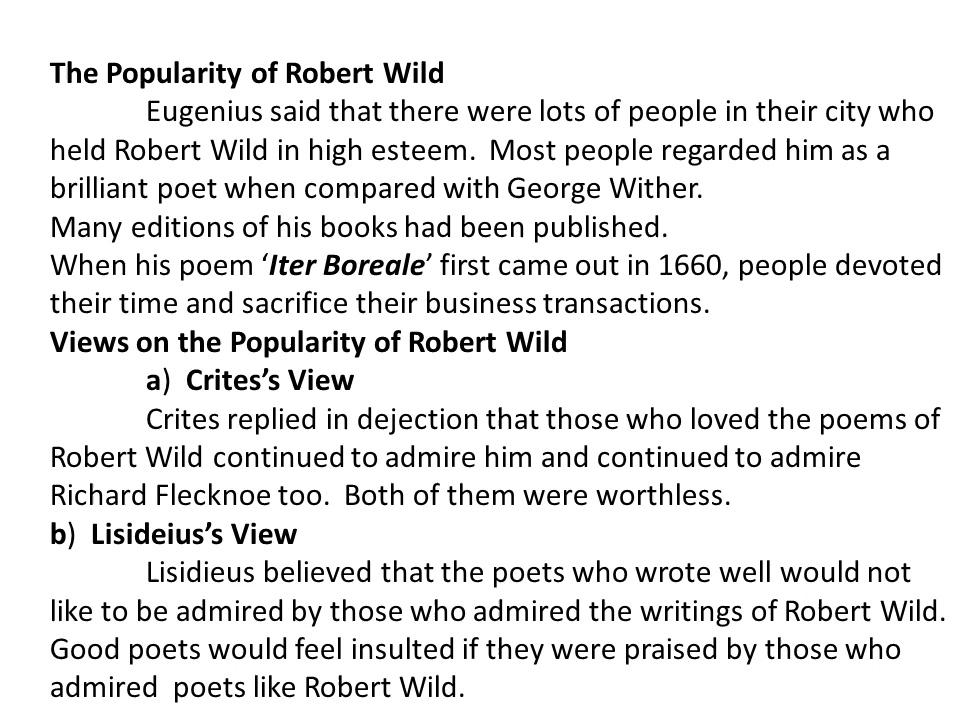 The Popularity of Robert Wild
Eugenius said that there were lots of people in their city who
held Robert Wild in high esteem.  Most people regarded him as a
brilliant poet when compared with George Wither.
Many editions of his books had been published.
When his poem ‘Iter Boreale’ first came out in 1660, people devoted
their time and sacrifice their business transactions.
Views on the Popularity of Robert Wild
a)  Crites’s View
Crites replied in dejection that those who loved the poems of
Robert Wild continued to admire him and continued to admire
Richard Flecknoe too.  Both of them were worthless.
b)  Lisideius’s View
Lisidieus believed that the poets who wrote well would not
like to be admired by those who admired the writings of Robert Wild.
Good poets would feel insulted if they were praised by those who
admired  poets like Robert Wild.